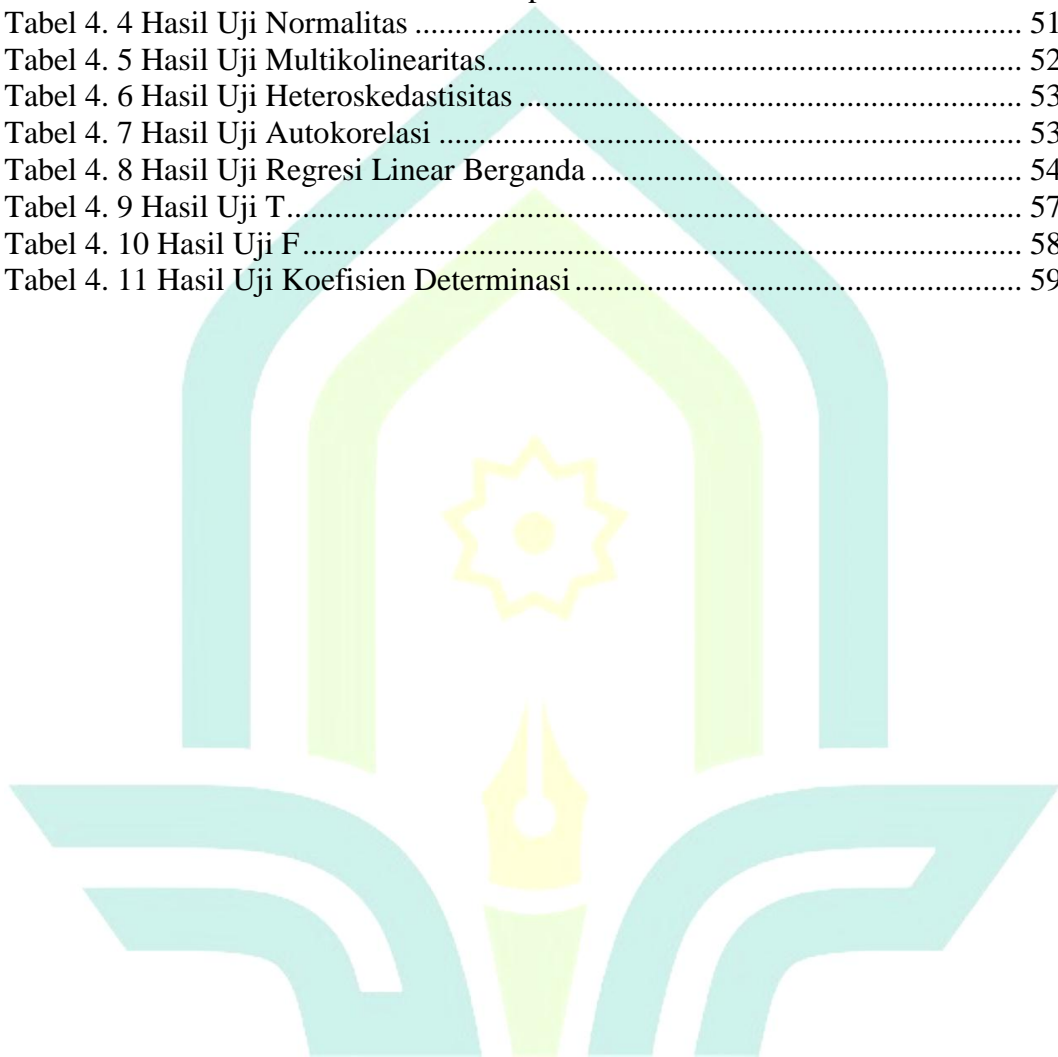 Tabel 4. 4 Hasil Uji Normalitas ........................................................................... 51
Tabel 4. 5 Hasil Uji Multikolinearitas.................................................................. 52
Tabel 4. 6 Hasil Uji Heteroskedastisitas .............................................................. 53
Tabel 4. 7 Hasil Uji Autokorelasi ........................................................................ 53
Tabel 4. 8 Hasil Uji Regresi Linear Berganda ..................................................... 54
Tabel 4. 9 Hasil Uji T........................................................................................... 57
Tabel 4. 10 Hasil Uji F......................................................................................... 58
Tabel 4. 11 Hasil Uji Koefisien Determinasi ....................................................... 59